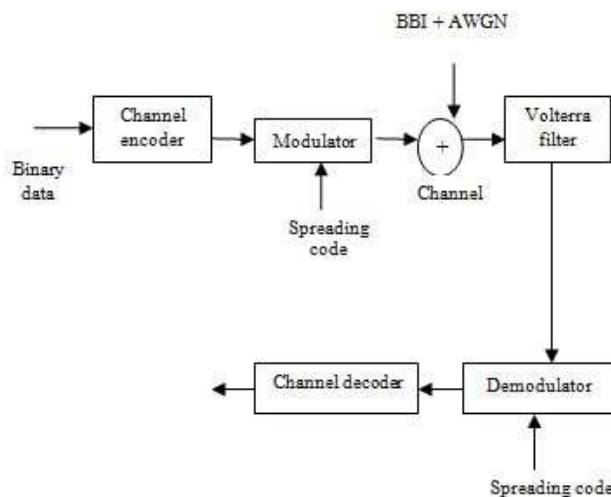 BBI + AWGN
Channel
encoder
Modulator
+
Volterra
filter
Binary
data
Channel
Spreading
code
Channel decoder
Demodulator
Spreading code